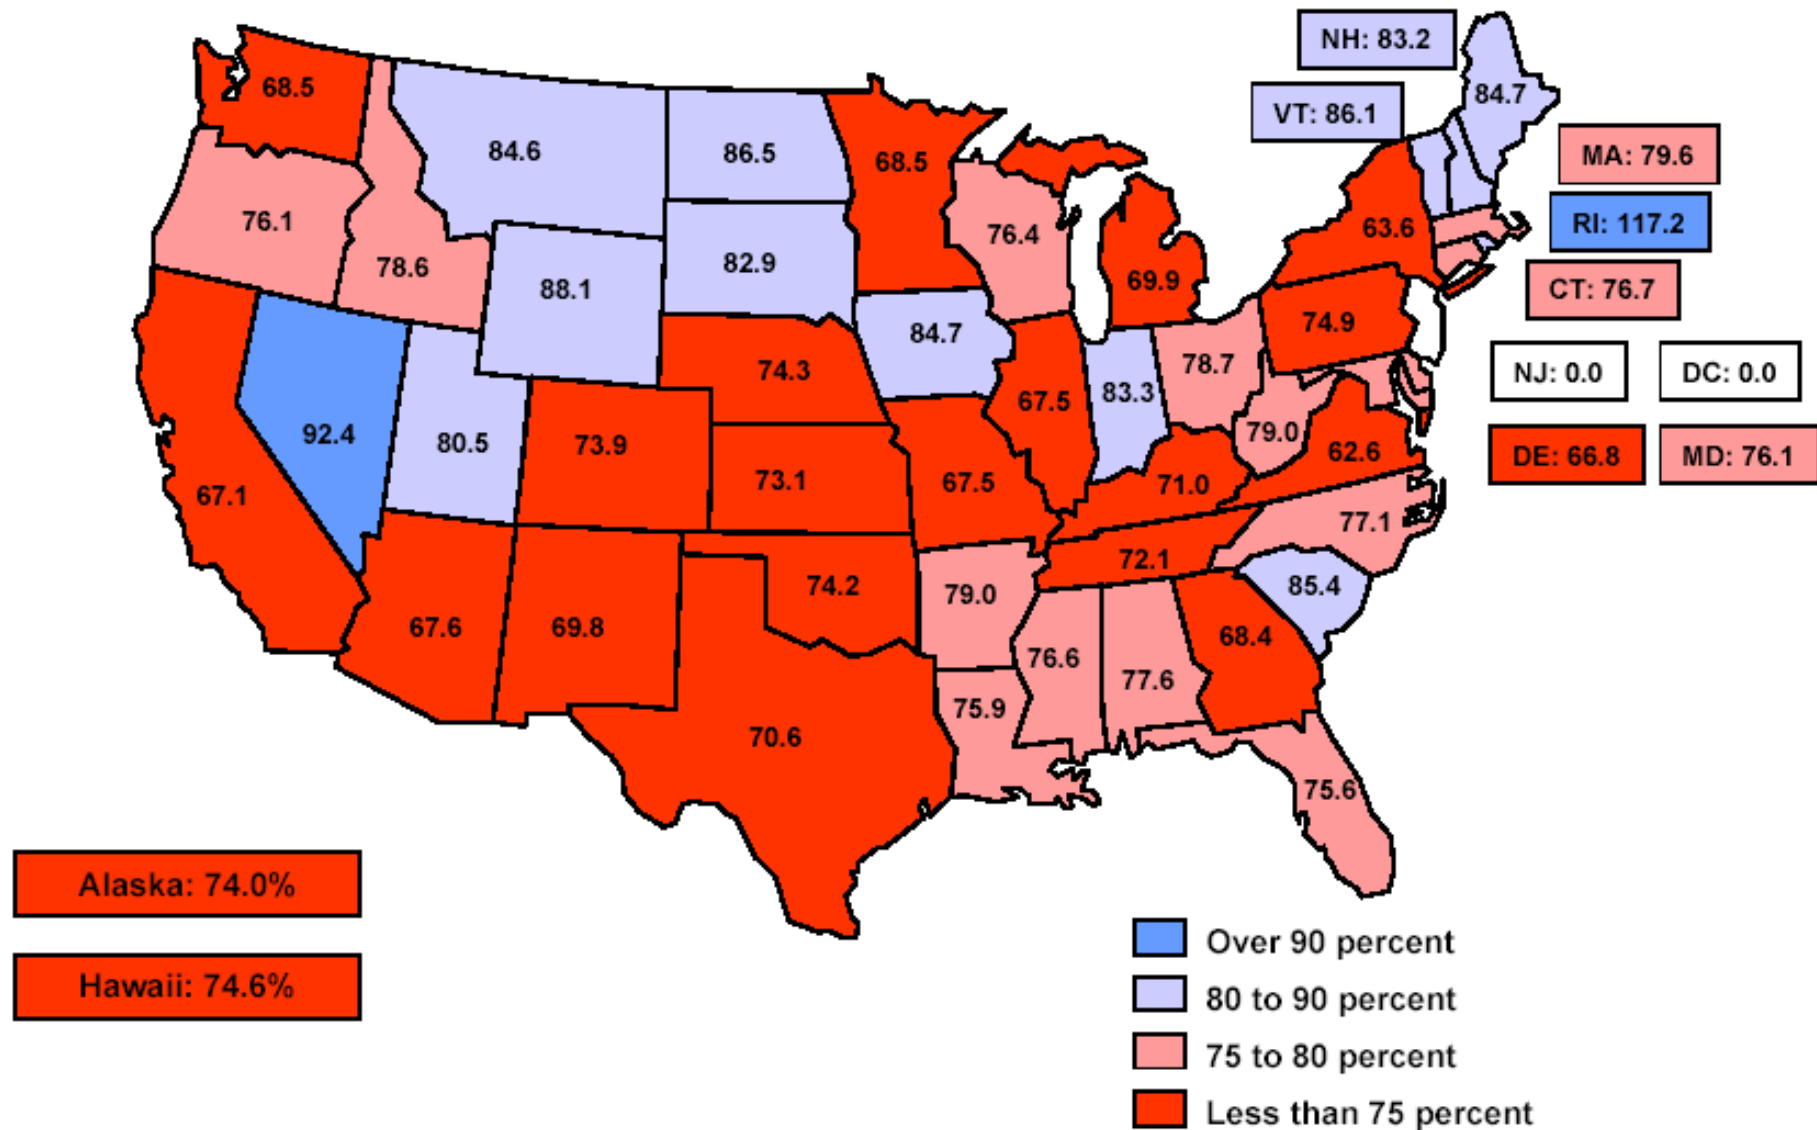 NH: 83.2
68.5
84.7
VT: 86.1
84.6
86.5
68.5
MA: 79.6
76.1
76.4
63.6
RI: 117.2
78.6
88.1
82.9
69.9
CT: 76.7
74.9
84.7
74.3
83.3
78.7
NJ: 0.0
DC: 0.0
67.5
92.4
80.5
73.9
79.0
62.6
DE: 66.8
MD: 76.1
67.1
73.1
67.5
71.0
77.1
72.1
74.2
79.0
85.4
67.6
69.8
68.4
76.6
77.6
75.9
70.6
75.6
Alaska: 74.0%
Hawaii: 74.6%
Over 90 percent
80 to 90 percent
75 to 80 percent
Less than 75 percent